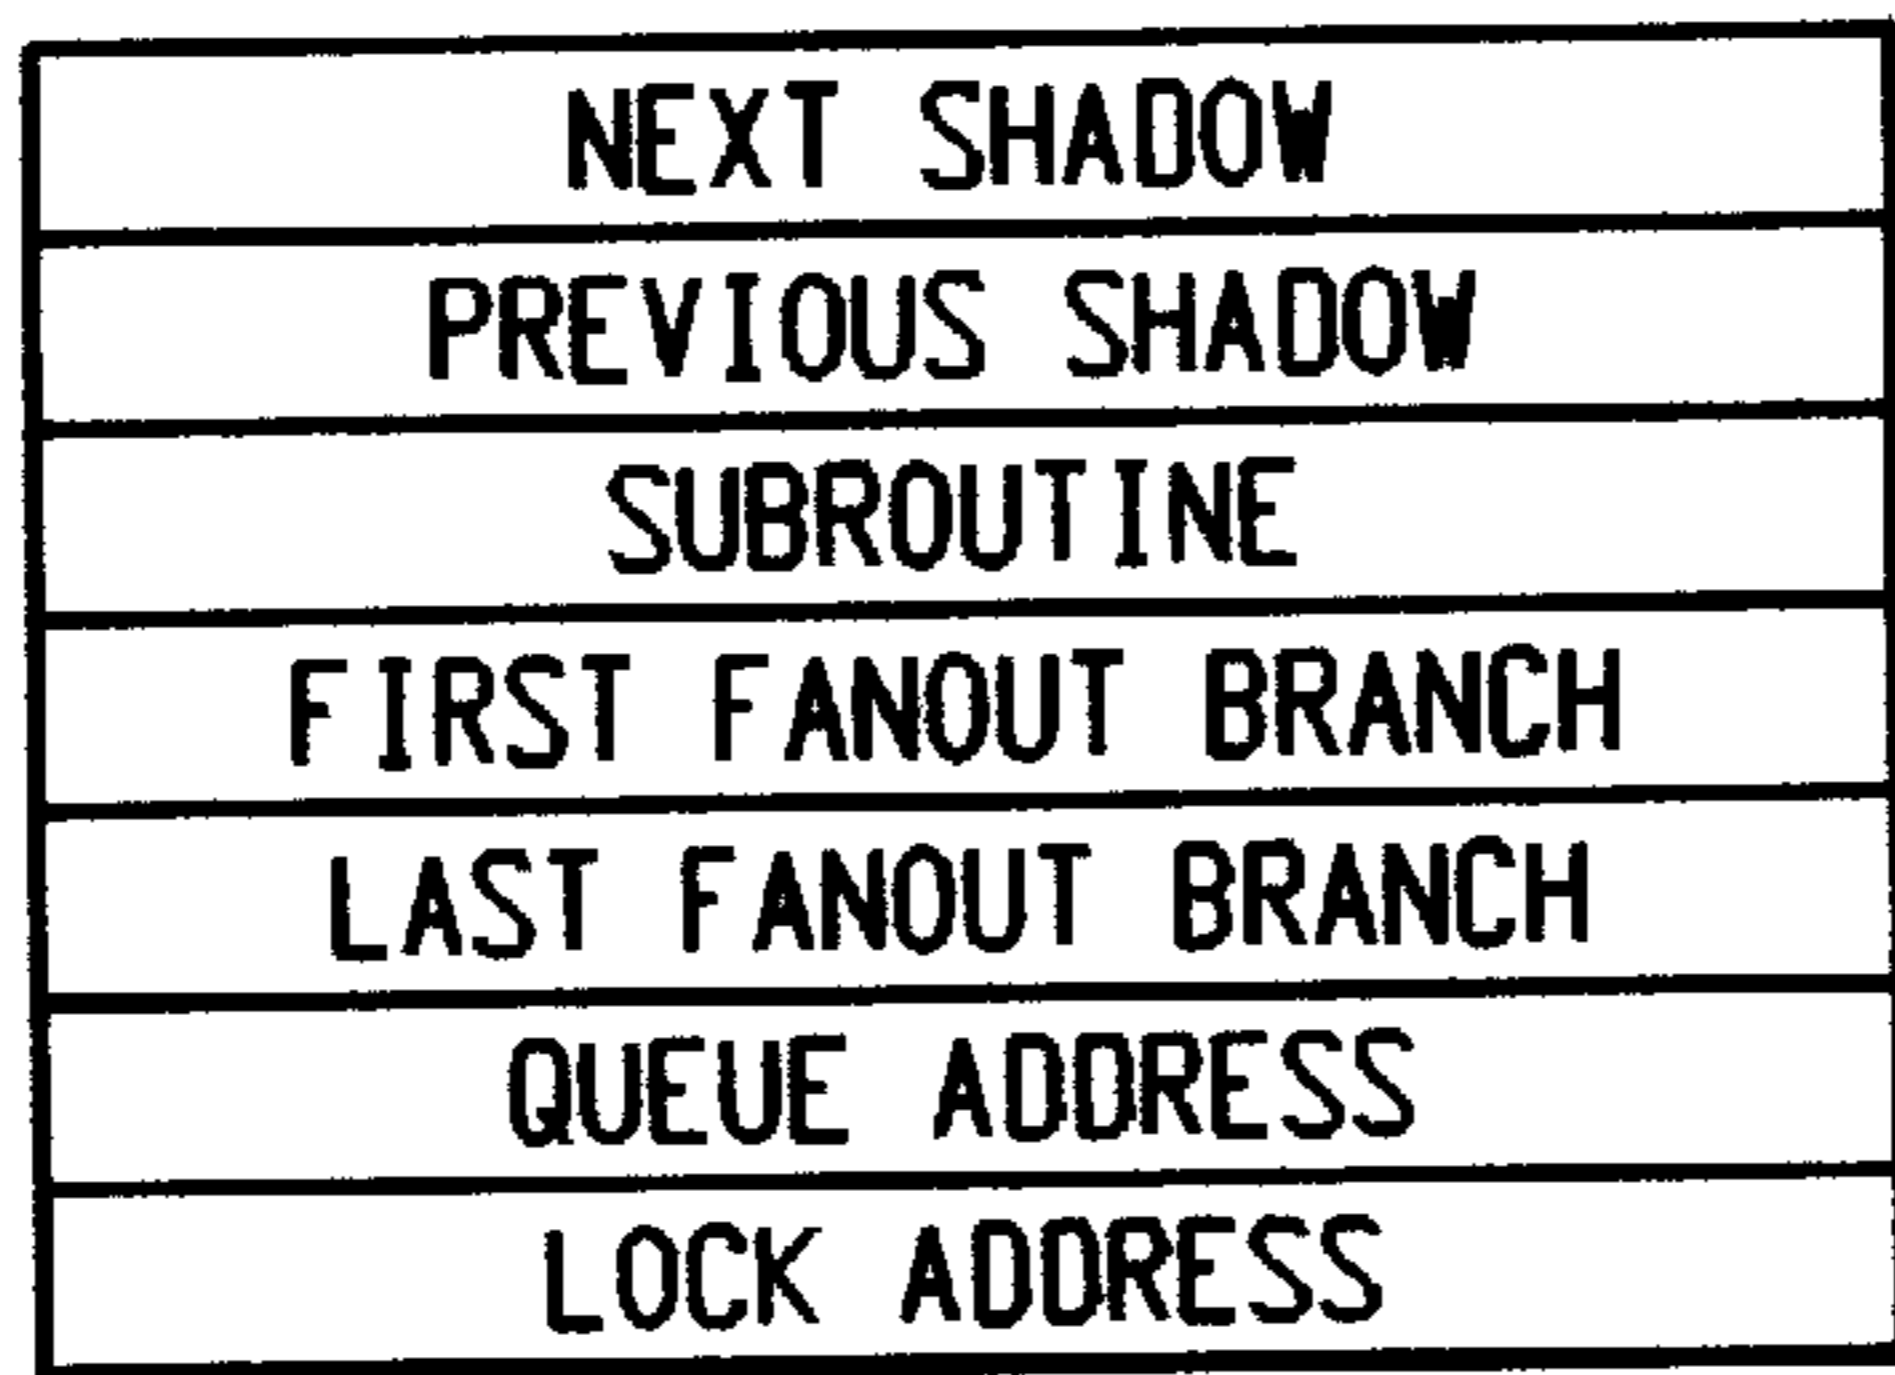 NEXT SHADOW
PREVIOUS SHADOW
SUBROUTINE
FIRST FANOUT BRANCH
LAST FANOUT BRANCH
QUEUE ADDRESS
LOCK ADDRESS